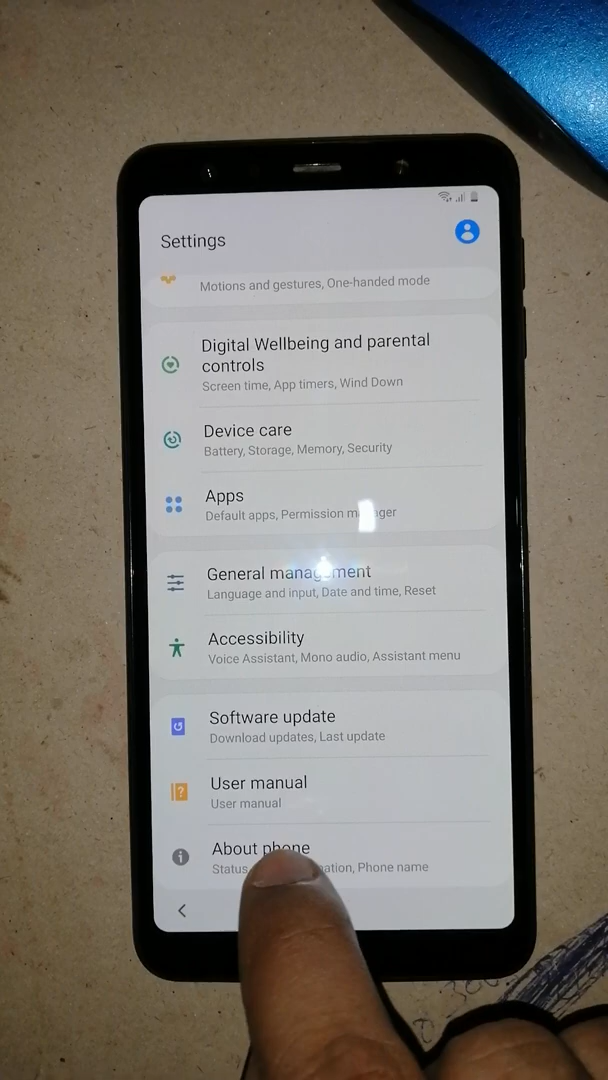 Settings
Motions and gestures, One-handed mode
Digital Wellbeing and parental
controls
Screen time, App timers, Wind Down
Device care
Battery, Storage, Memory, Security
Apps
Default apps, Permission m ager
General management
Language and input, Date and time, Reset
Accessibility
Voice Assistant, Mono audio, Assistant menu
Software update
Download updates, Last update
User manual
User manual
About phone
Status, ation, Phone name